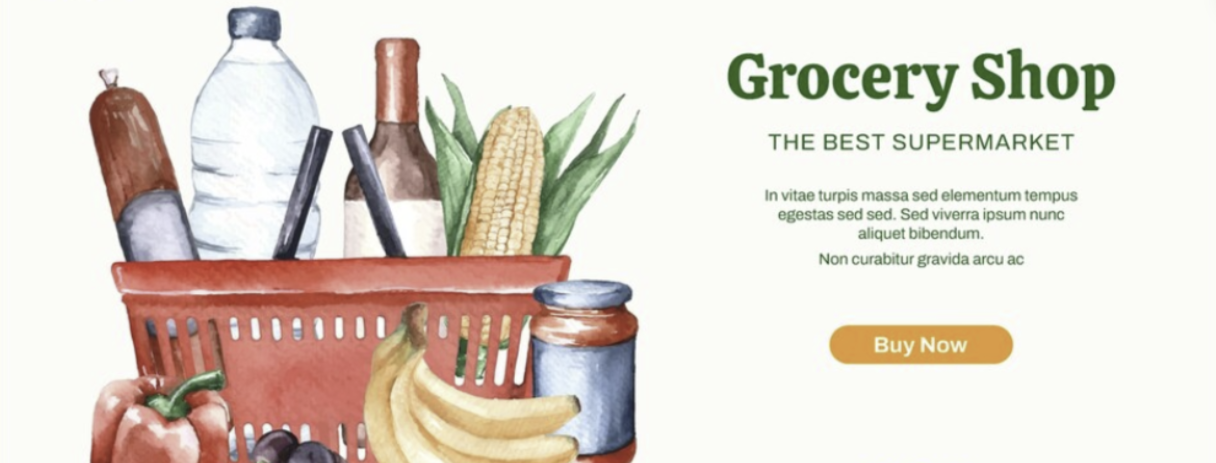 Grocery Shop
THE BEST SUPERMARKET
In vitae turpis massa sed elementum tempus
egestas sed sed. Sed viverra ipsum nunc
aliquet bibendum.
Non curabitur gravida arcu ac
Buy Now